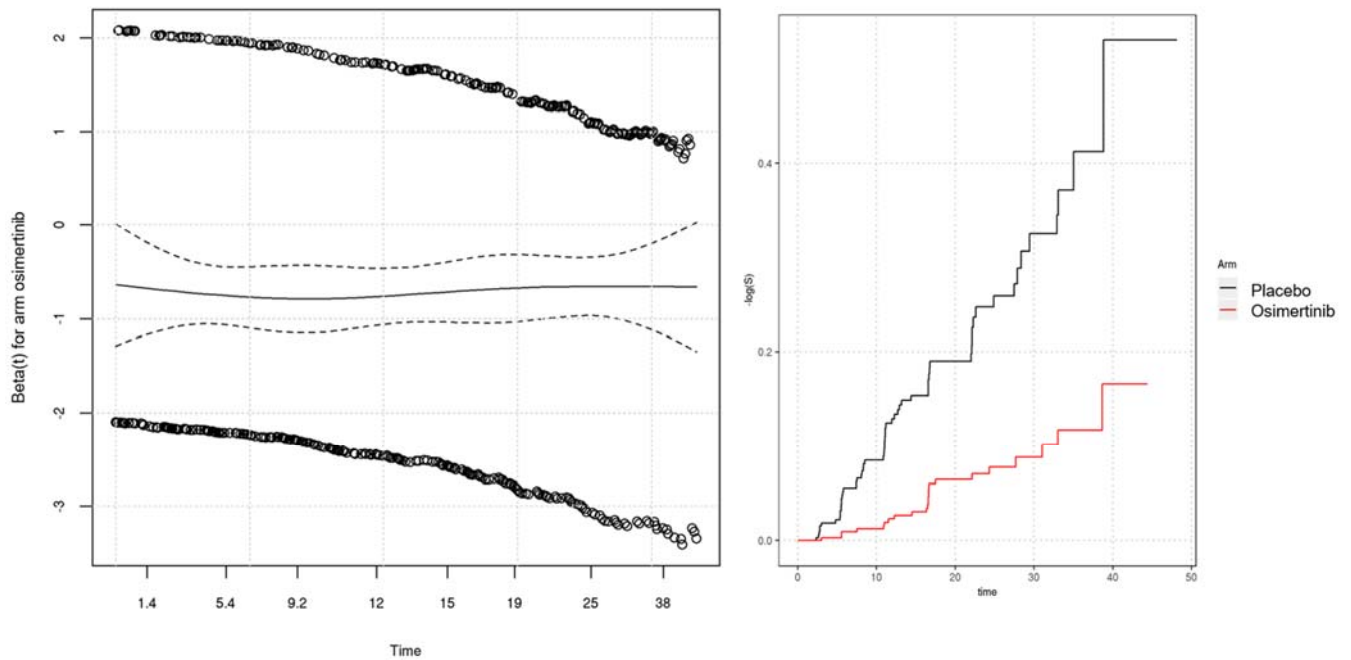 Beta(t) for arm osimertinib
2
1
0
-1
-2
-3
1.4 5.4 9.2 12 15 19 25 38
Time
-log(S)
0.4
0.2
0.0
0 10 20 30 40 50
time
Arm
Placebo
Osimertinib